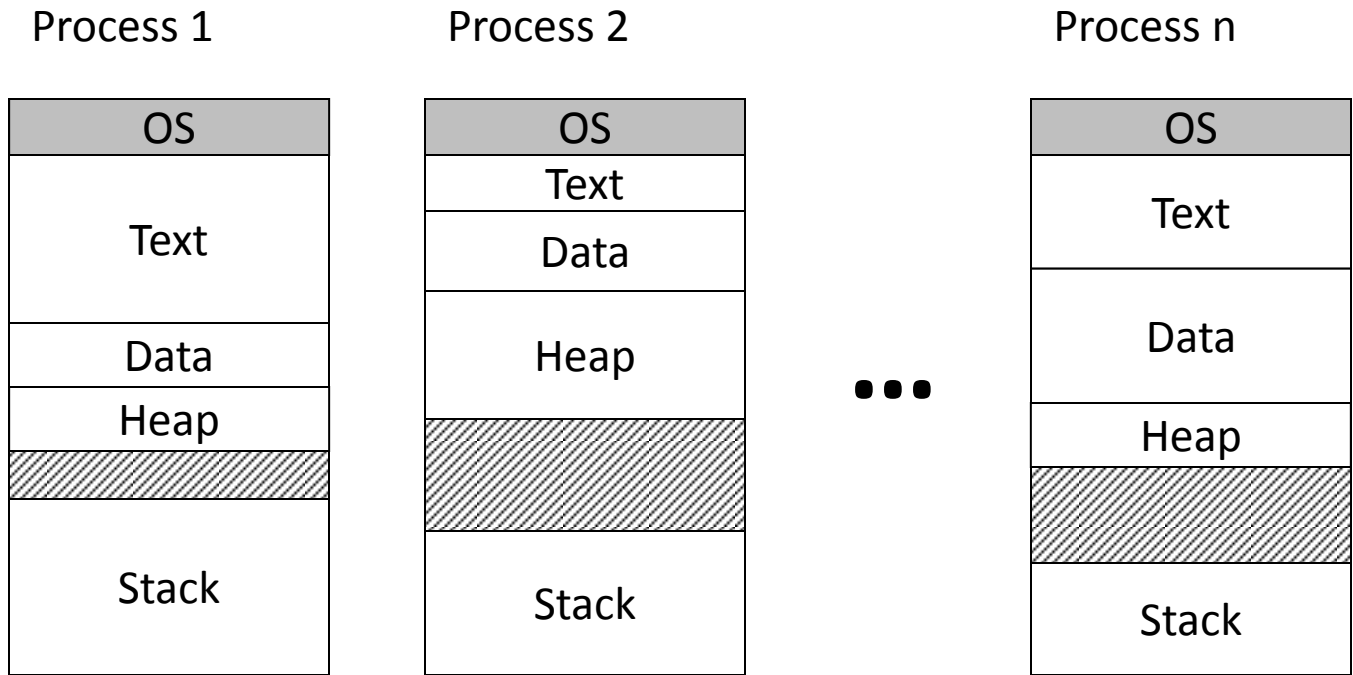 Process 1
Process 2
Process n
OS
Text
Data
Heap
Stack
OS
Text
Data
Heap
Stack
...
OS
Text
Data
Heap
Stack